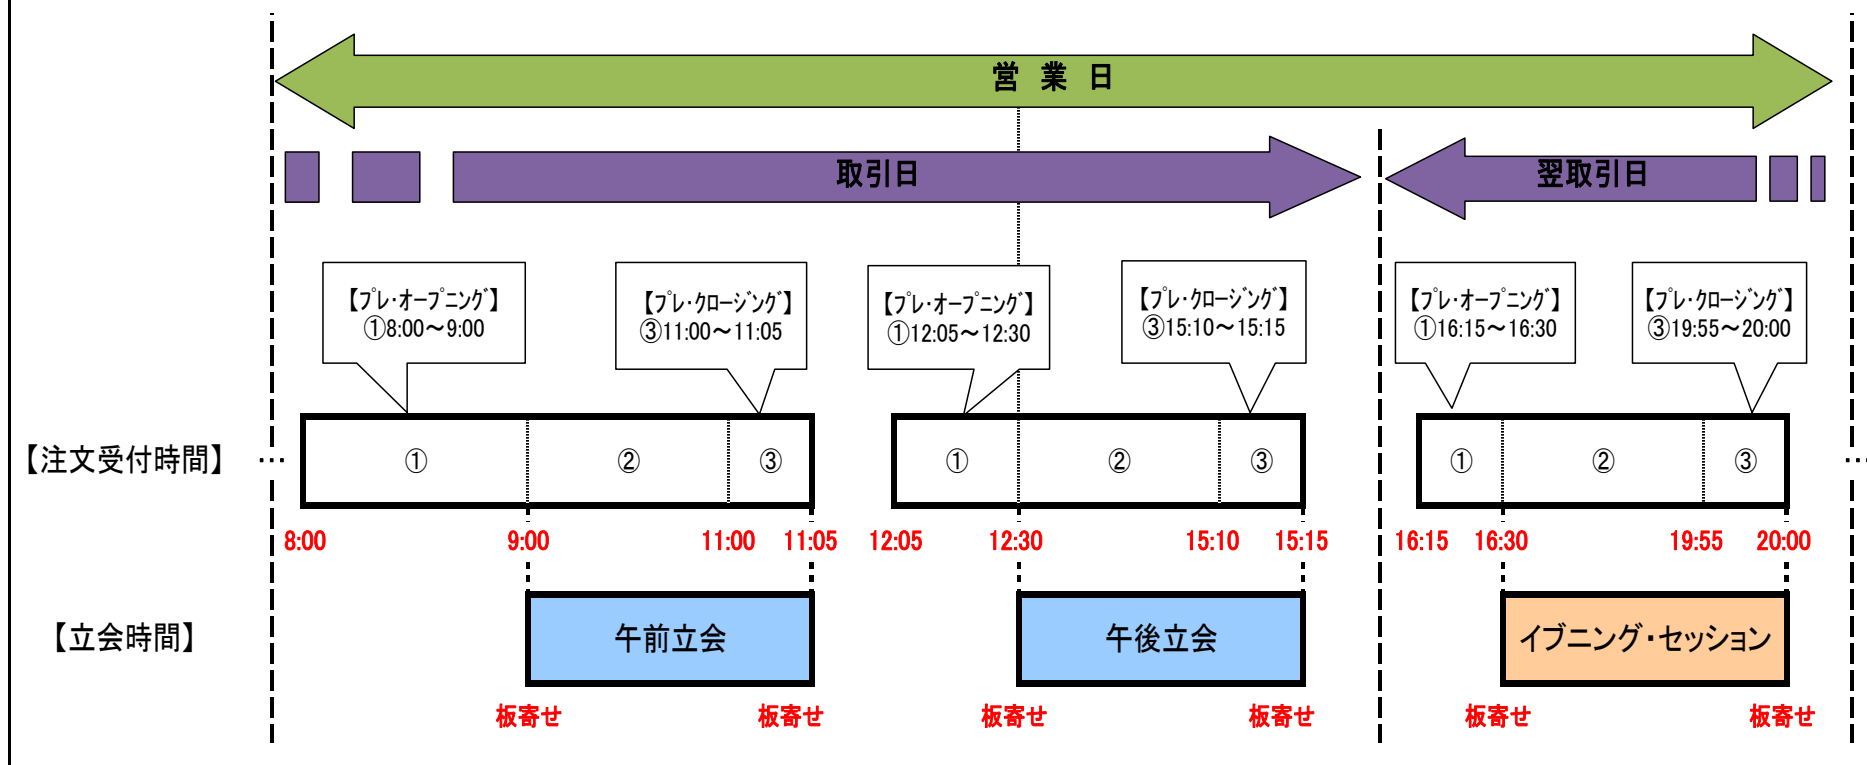 営 業 日
取引日
翌取引日
【ﾌﾟﾚ･ｵｰﾌﾟﾆﾝｸﾞ】
①8:00～9:00
【ﾌﾟﾚ･ｸﾛｰｼﾞﾝｸﾞ】
③11:00～11:05
【ﾌﾟﾚ･ｵｰﾌﾟﾆﾝｸﾞ】
①12:05～12:30
【ﾌﾟﾚ･ｸﾛｰｼﾞﾝｸﾞ】
③15:10～15:15
【ﾌﾟﾚ･ｵｰﾌﾟﾆﾝｸﾞ】
①16:15～16:30
【ﾌﾟﾚ･ｸﾛｰｼﾞﾝｸﾞ】
③19:55～20:00
【注文受付時間】 … ① ② ③ ① ② ③ ① ② ③ …
8:00 9:00 11:00 11:05 12:05 12:30 15:10 15:15 16:15 16:30 19:55 20:00
【立会時間】 午前立会 午後立会 イブニング・セッション
板寄せ 板寄せ 板寄せ 板寄せ 板寄せ 板寄せ